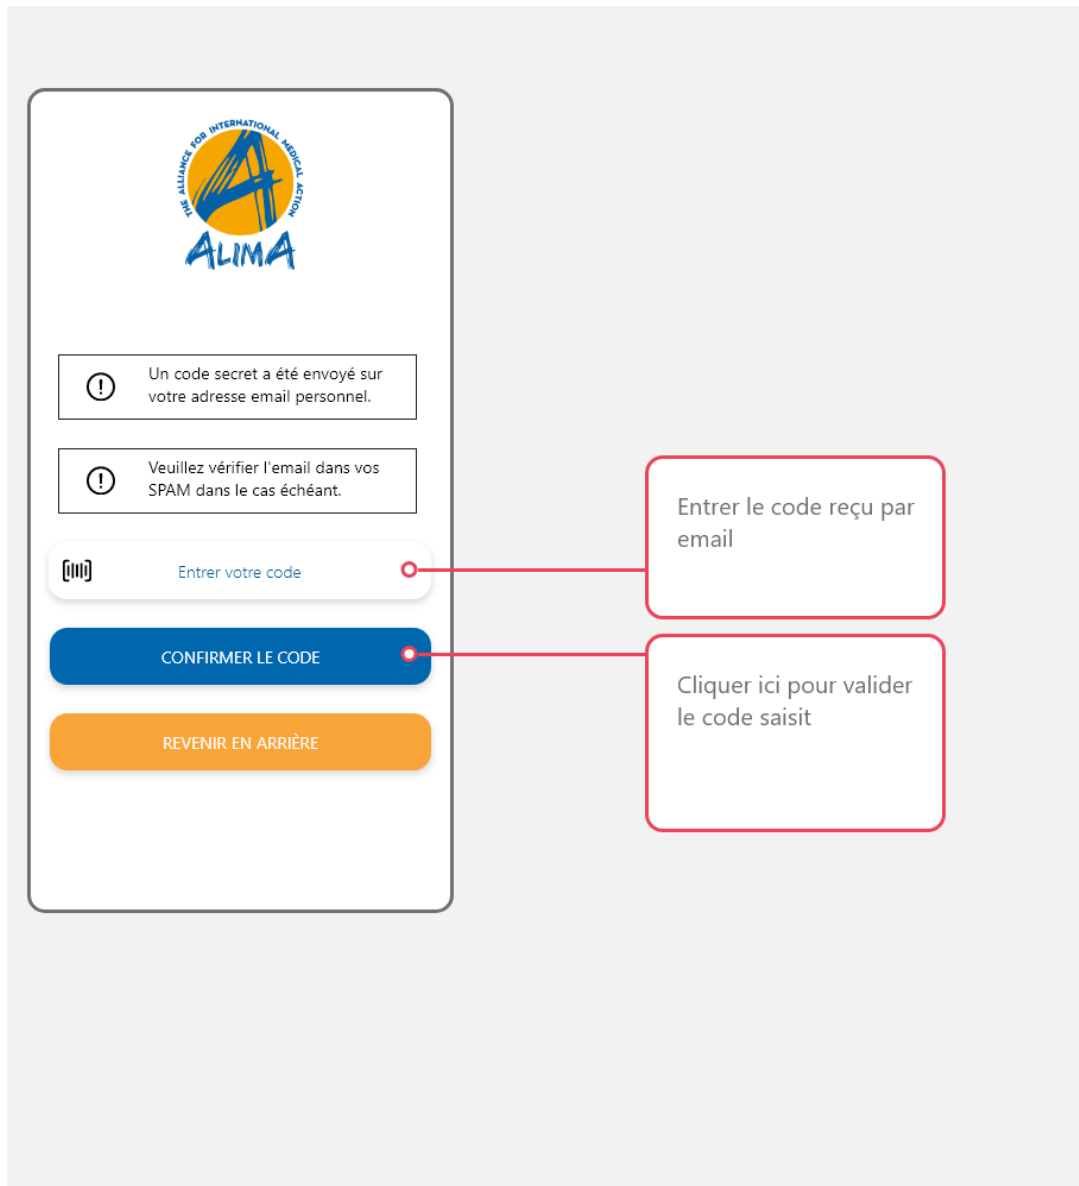 THE ALLIANCE FOR INTERNATIONAL MEDICAL ACTION
ALIMA
Un code secret a été envoyé sur
votre adresse email personnel.
Veuillez vérifier l'email dans vos
SPAM dans le cas échéant.
Entrer votre code
CONFIRMER LE CODE
REVENIR EN ARRIÈRE
Entrer le code reçu par
email
Cliquer ici pour valider
le code saisit